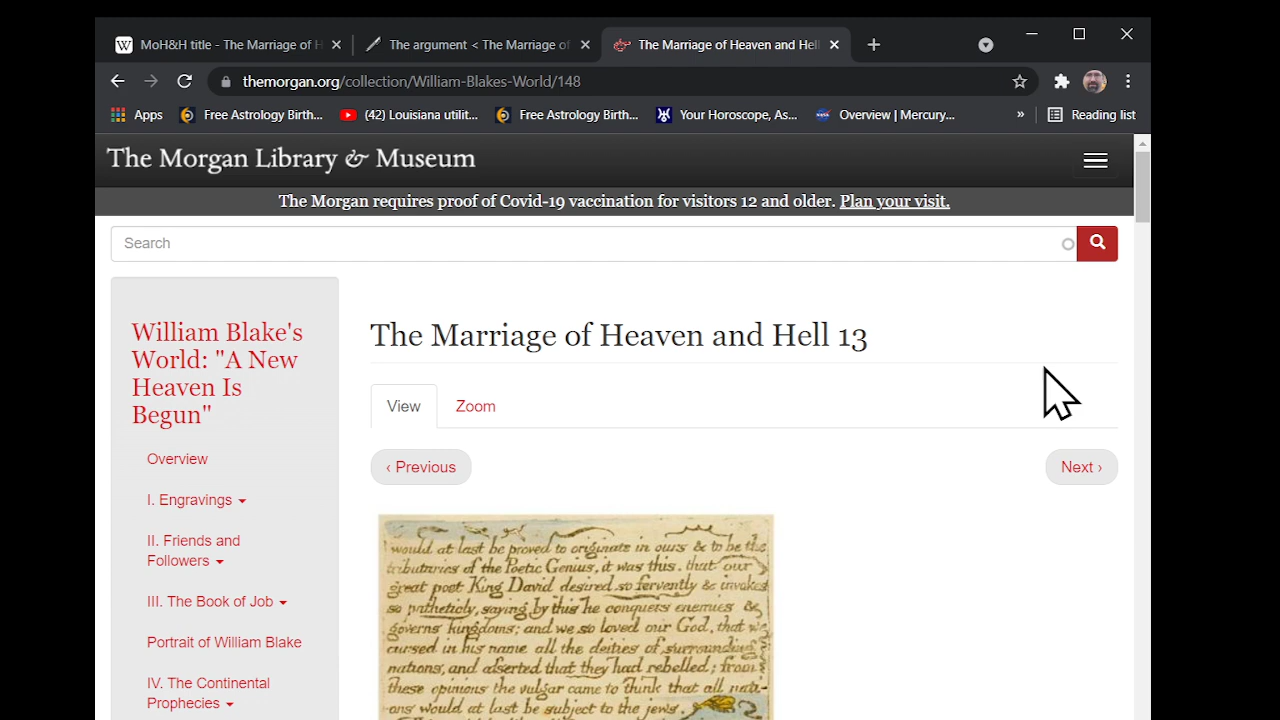 MoH&H title - The Marriage of H
The argument < The Marriage of
The Marriage of Heaven and Hell
themorgan.org/collection/William-Blakes-World/148
Apps
Free Astrology Birth...
(42) Louisiana utilit...
Free Astrology Birth...
Your Horoscope, As...
Overview | Mercury...
»
Reading list
The Morgan Library & Museum
The Morgan requires proof of Covid-19 vaccination for visitors 12 and older. Plan your visit.
Search
William Blake's
World: "A New
Heaven Is
Begun"
Overview
I. Engravings
II. Friends and
Followers
III. The Book of Job
Portrait of William Blake
IV. The Continental
Prophecies
The Marriage of Heaven and Hell 13
View
Zoom
‹ Previous
Next ›
would at last be proved to originate in ours & to be the
tributaries of the Poetic Genius, it was this. that our
great poet King David desired so fervently & invokes
so patheticly, saying by this he conquers enemies &
governs kingdoms; and we so loved our God, that we
cursed in his name all the deities of surrounding
nations, and asserted that they had rebelled; from
these opinions the vulgar came to think that all nati-
ons would at last be subject to the jews.